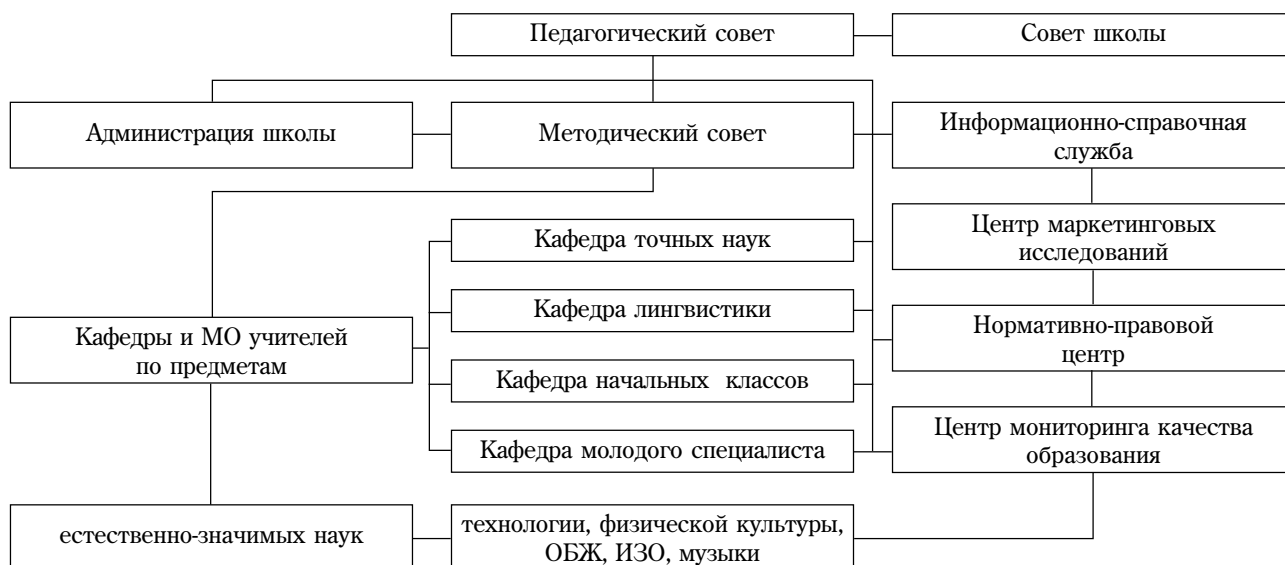 Педагогический совет
Совет школы
Администрация школы
Методический совет
Информационно-справочная
служба
Центр маркетинговых
исследований
Кафедра точных наук
Кафедра лингвистики
Кафедры и МО учителей
по предметам
Нормативно-правовой
центр
Кафедра начальных классов
Кафедра молодого специалиста
Центр мониторинга качества
образования
естественно-значимых наук
технологии, физической культуры,
ОБЖ, ИЗО, музыки